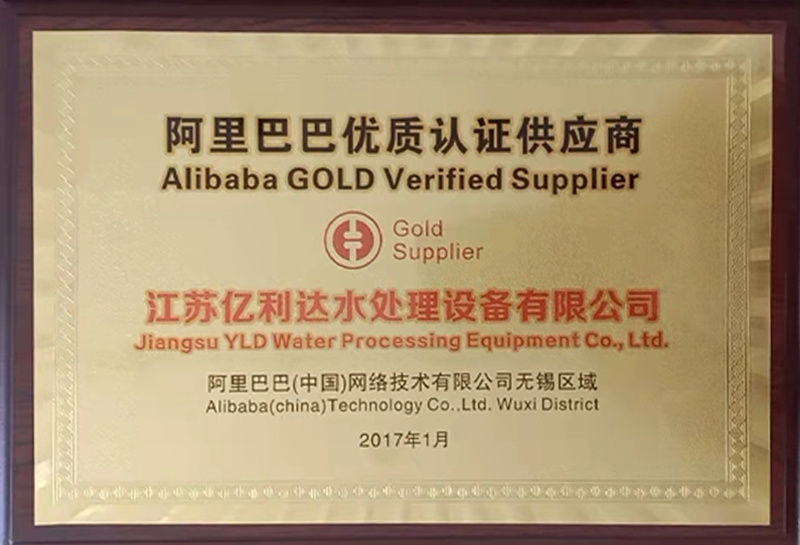 阿里巴巴优质认证供应商
Alibaba GOLD Verified Supplier
Gold
Supplier
江苏亿利达水处理设备有限公司
Jiangsu YLD Water Processing Equipment Co., Ltd.
阿里巴巴(中国)网络技术有限公司无锡区域
Alibaba(china)Technology Co.,Ltd. Wuxi District
2017年1月